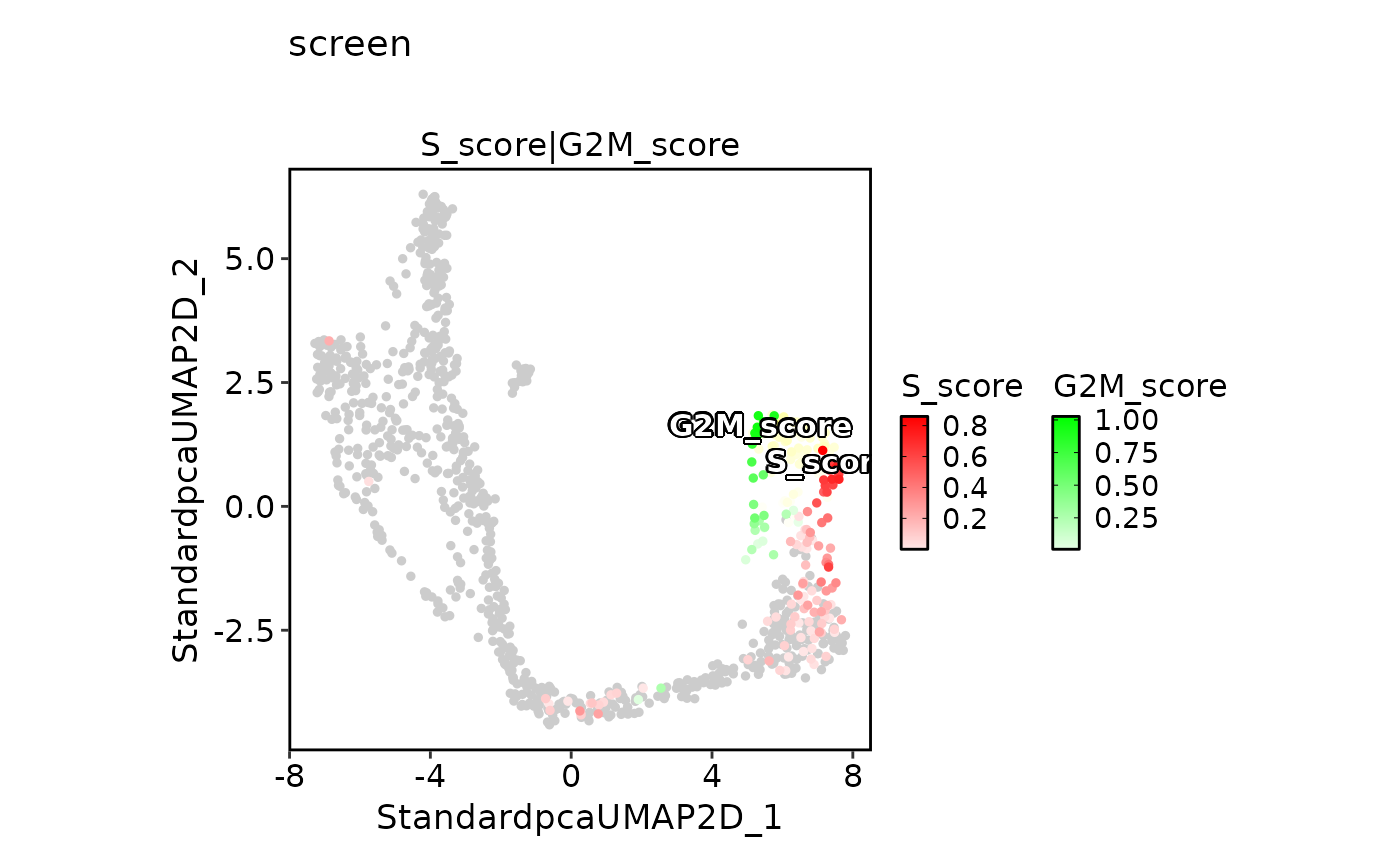 screen
S_score|G2M_score
StandardpcaUMAP2D_2
5.0
2.5
0.0
-2.5
G2M_score
S_scor
-8
-4
0
4
8
StandardpcaUMAP2D_1
S_score
0.8
0.6
0.4
0.2
G2M_score
1.00
0.75
0.50
0.25